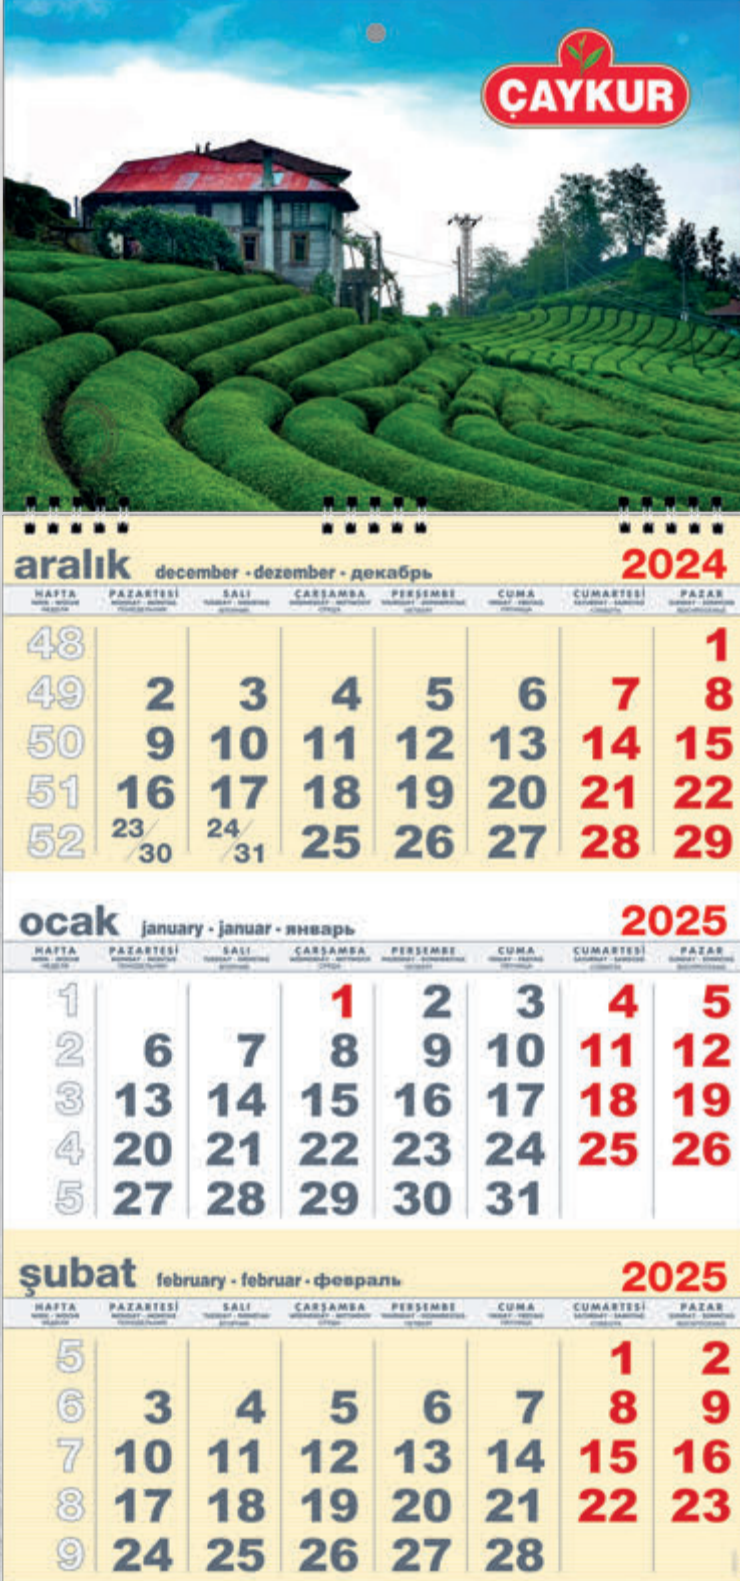 ÇAYKUR
aralık december - dezember - декабрь 2024
HAFTA PAZARTESİ SALI ÇARŞAMBA PERŞEMBE CUMA CUMARTESİ PAZAR
48 1
49 2 3 4 5 6 7 8
50 9 10 11 12 13 14 15
51 16 17 18 19 20 21 22
52 23/30 24/31 25 26 27 28 29
ocak january - januar - январь 2025
HAFTA PAZARTESİ SALI ÇARŞAMBA PERŞEMBE CUMA CUMARTESİ PAZAR
1 1 2 3 4 5
2 6 7 8 9 10 11 12
3 13 14 15 16 17 18 19
4 20 21 22 23 24 25 26
5 27 28 29 30 31
şubat february - februar - февраль 2025
HAFTA PAZARTESİ SALI ÇARŞAMBA PERŞEMBE CUMA CUMARTESİ PAZAR
5 1 2
6 3 4 5 6 7 8 9
7 10 11 12 13 14 15 16
8 17 18 19 20 21 22 23
9 24 25 26 27 28